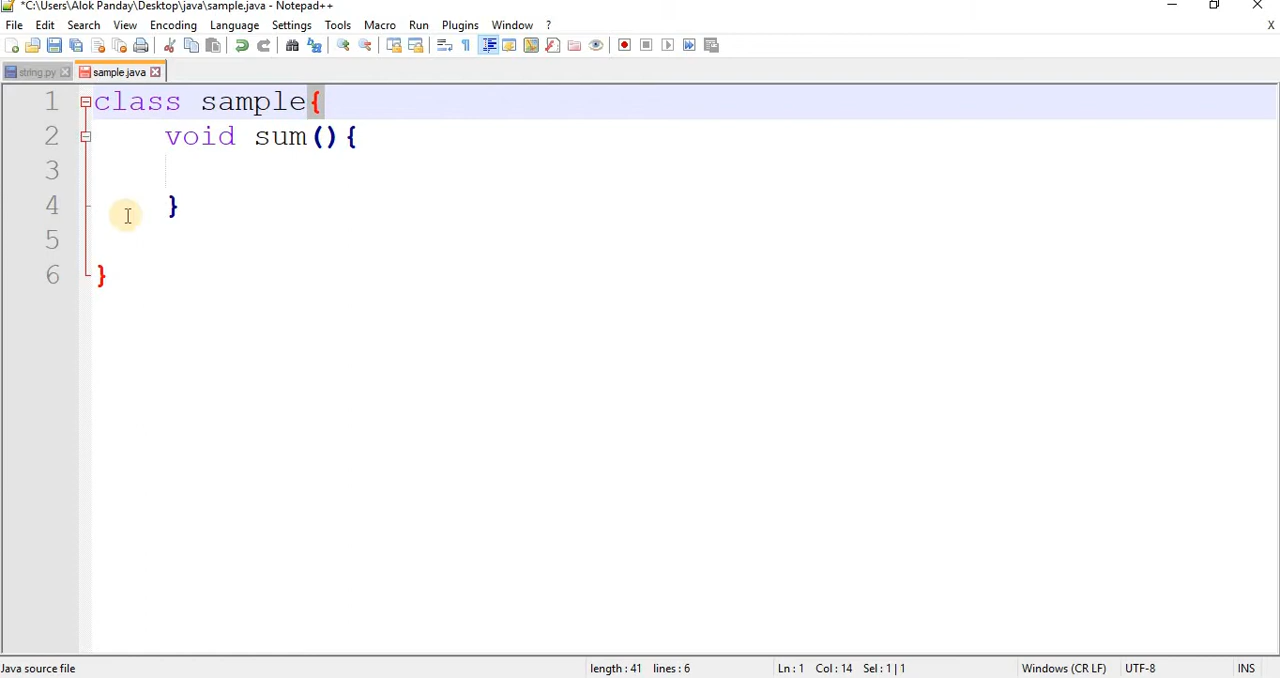 *C:\Users\Alok Panday\Desktop\java\sample.java - Notepad++
File Edit Search View Encoding Language Settings Tools Macro Run Plugins Window ? X
string.py sample.java
1 class sample{
2 void sum(){
3
4 }
5
6 }
Java source file length : 41 lines : 6 Ln : 1 Col : 14 Sel : 1 | 1 Windows (CR LF) UTF-8 INS